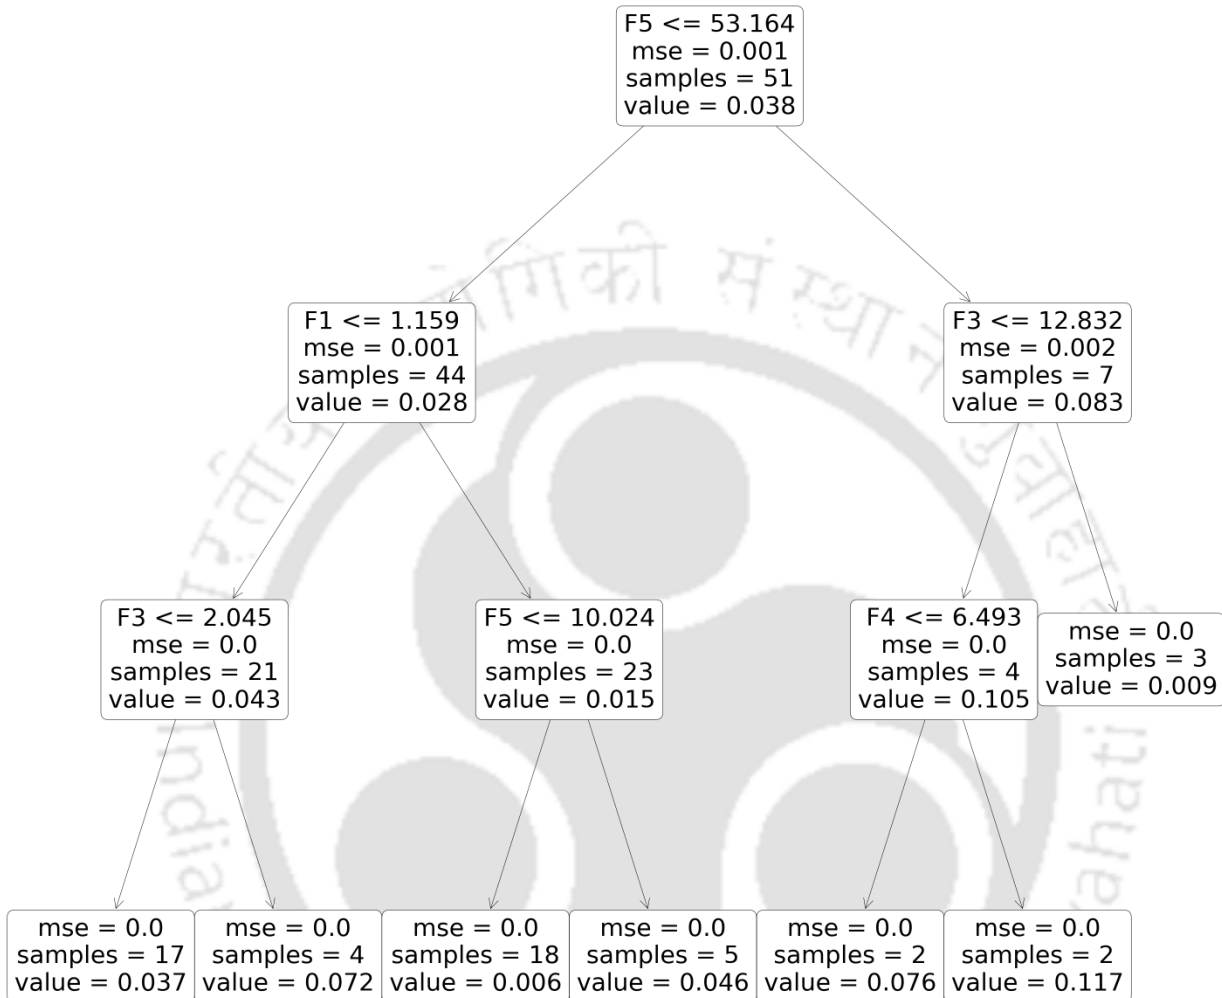 F5 <= 53.164
mse = 0.001
samples = 51
value = 0.038
F1 <= 1.159
mse = 0.001
samples = 44
value = 0.028
F3 <= 12.832
mse = 0.002
samples = 7
value = 0.083
F3 <= 2.045
mse = 0.0
samples = 21
value = 0.043
F5 <= 10.024
mse = 0.0
samples = 23
value = 0.015
F4 <= 6.493
mse = 0.0
samples = 4
value = 0.105
mse = 0.0
samples = 3
value = 0.009
mse = 0.0
samples = 17
value = 0.037
mse = 0.0
samples = 4
value = 0.072
mse = 0.0
samples = 18
value = 0.006
mse = 0.0
samples = 5
value = 0.046
mse = 0.0
samples = 2
value = 0.076
mse = 0.0
samples = 2
value = 0.117